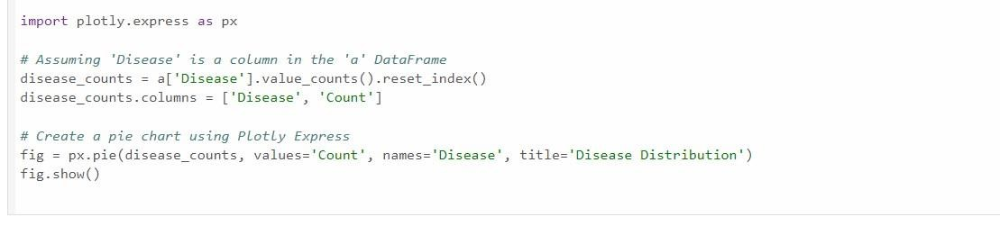 import plotly.express as px
# Assuming 'Disease' is a column in the 'a' DataFrame
disease_counts = a['Disease'].value_counts().reset_index()
disease_counts.columns = ['Disease', 'Count']
# Create a pie chart using Plotly Express
fig = px.pie(disease_counts, values='Count', names='Disease', title='Disease Distribution')
fig.show()